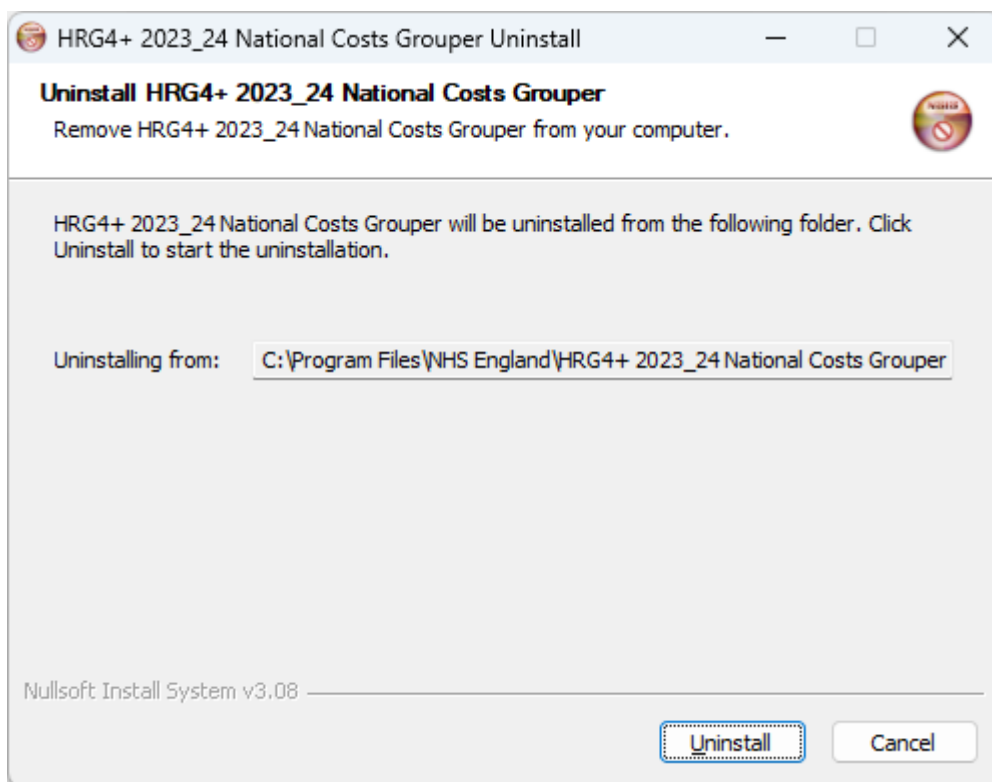 HRG4+ 2023_24 National Costs Grouper Uninstall
Uninstall HRG4+ 2023_24 National Costs Grouper
Remove HRG4+ 2023_24 National Costs Grouper from your computer.
HRG4+ 2023_24 National Costs Grouper will be uninstalled from the following folder. Click
Uninstall to start the uninstallation.
Uninstalling from: C:\Program Files\NHS England\HRG4+ 2023_24 National Costs Grouper
Nullsoft Install System v3.08
Uninstall Cancel